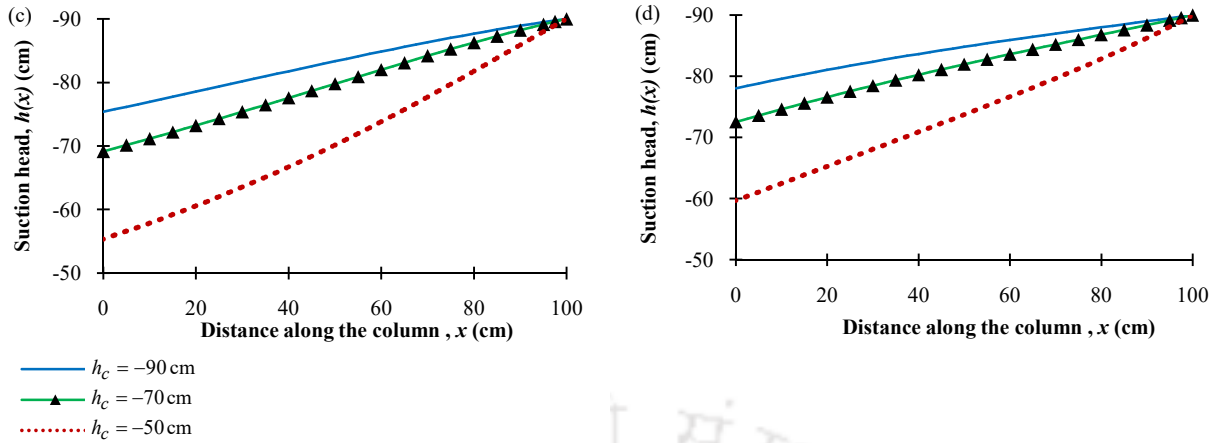 (c)
Suction head, h(x) (cm)
-90
-80
-70
-60
-50
0 20 40 60 80 100
Distance along the column , x (cm)
(d)
Suction head, h(x) (cm)
-90
-80
-70
-60
-50
0 20 40 60 80 100
Distance along the column , x (cm)
h_c = −90 cm
h_c = −70 cm
h_c = −50 cm